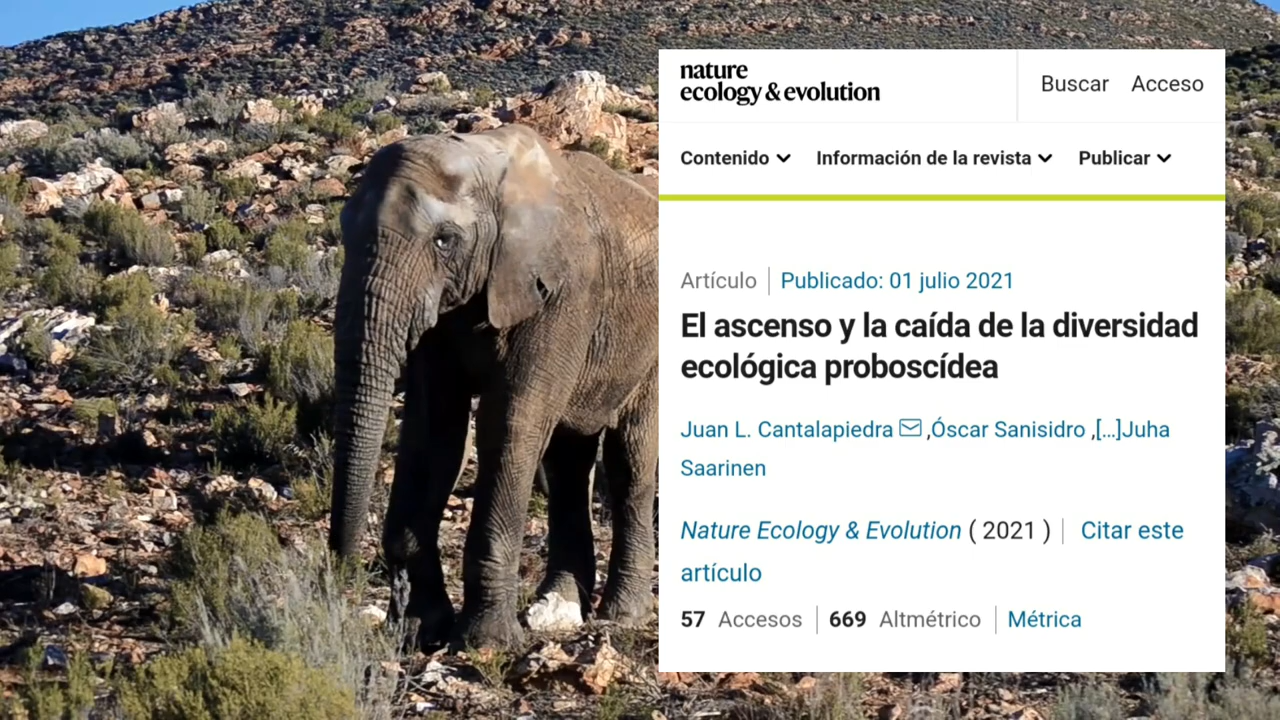 nature
ecology & evolution
Buscar Acceso
Contenido Información de la revista Publicar
Artículo Publicado: 01 julio 2021
El ascenso y la caída de la diversidad
ecológica proboscídea
Juan L. Cantalapiedra ,Óscar Sanisidro ,[...]Juha
Saarinen
Nature Ecology & Evolution ( 2021 ) Citar este
artículo
57 Accesos 669 Altmétrico Métrica